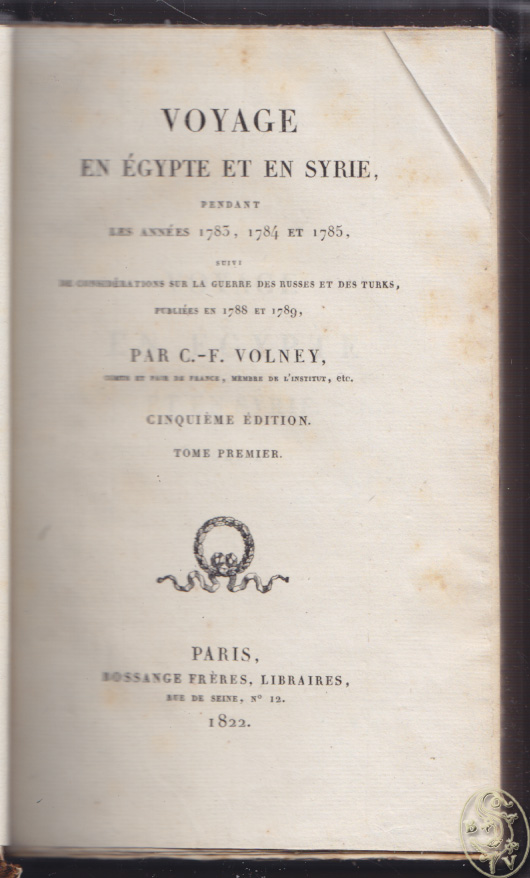 VOYAGE
EN ÉGYPTE ET EN SYRIE,
PENDANT
LES ANNÉES 1783, 1784 ET 1785,
SUIVI
DE CONSIDÉRATIONS SUR LA GUERRE DES RUSSES ET DES TURKS,
PUBLIÉES EN 1788 ET 1789,
PAR C.-F. VOLNEY,
COMTE ET PAIR DE FRANCE, MEMBRE DE L'INSTITUT, etc.
CINQUIÈME ÉDITION.
TOME PREMIER.
PARIS,
BOSSANGE FRÈRES, LIBRAIRES,
RUE DE SEINE, N° 12.
1822.